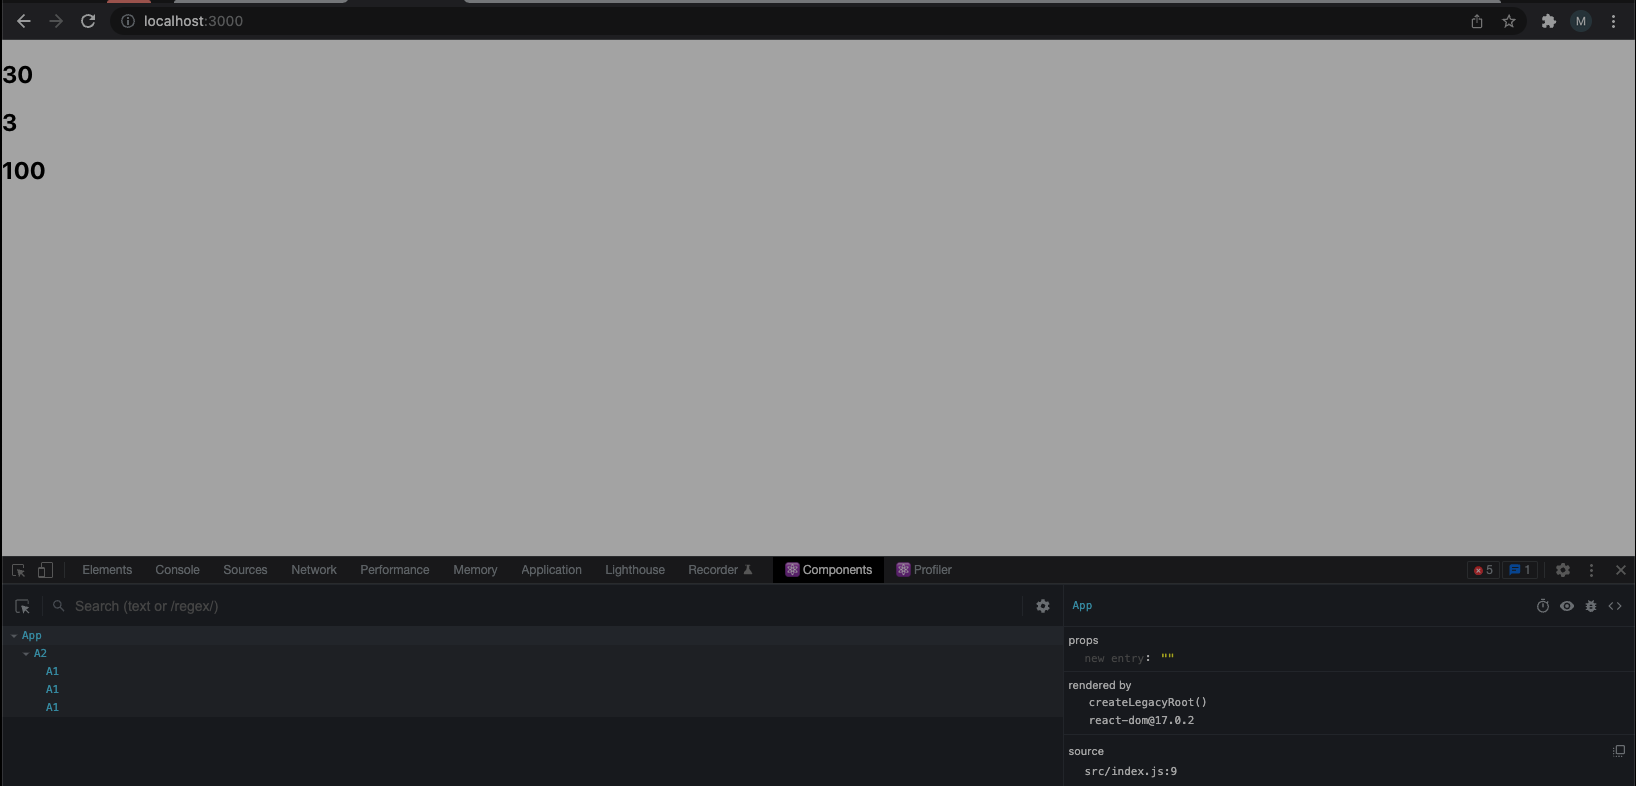 localhost:3000
M
30
3
100
Elements Console Sources Network Performance Memory Application Lighthouse Recorder Components Profiler 5 1
Search (text or /regex/)
App
A2
A1
A1
A1
App
props
new entry: ""
rendered by
createLegacyRoot()
react-dom@17.0.2
source
src/index.js:9